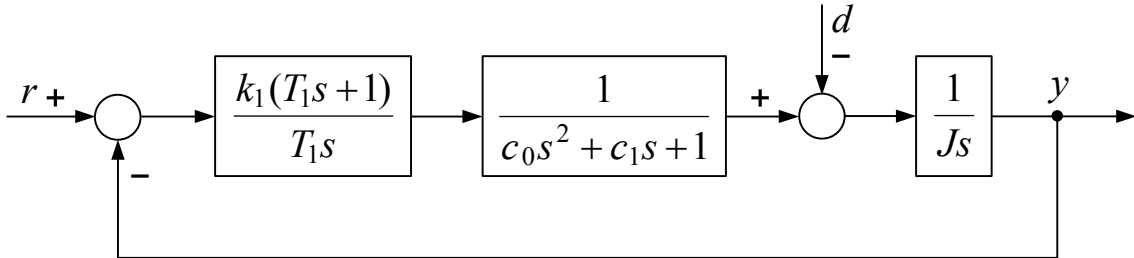 d
r + k₁(T₁s+1) / T₁s
1 / c₀s²+c₁s+1
+ −
1 / Js
y
−